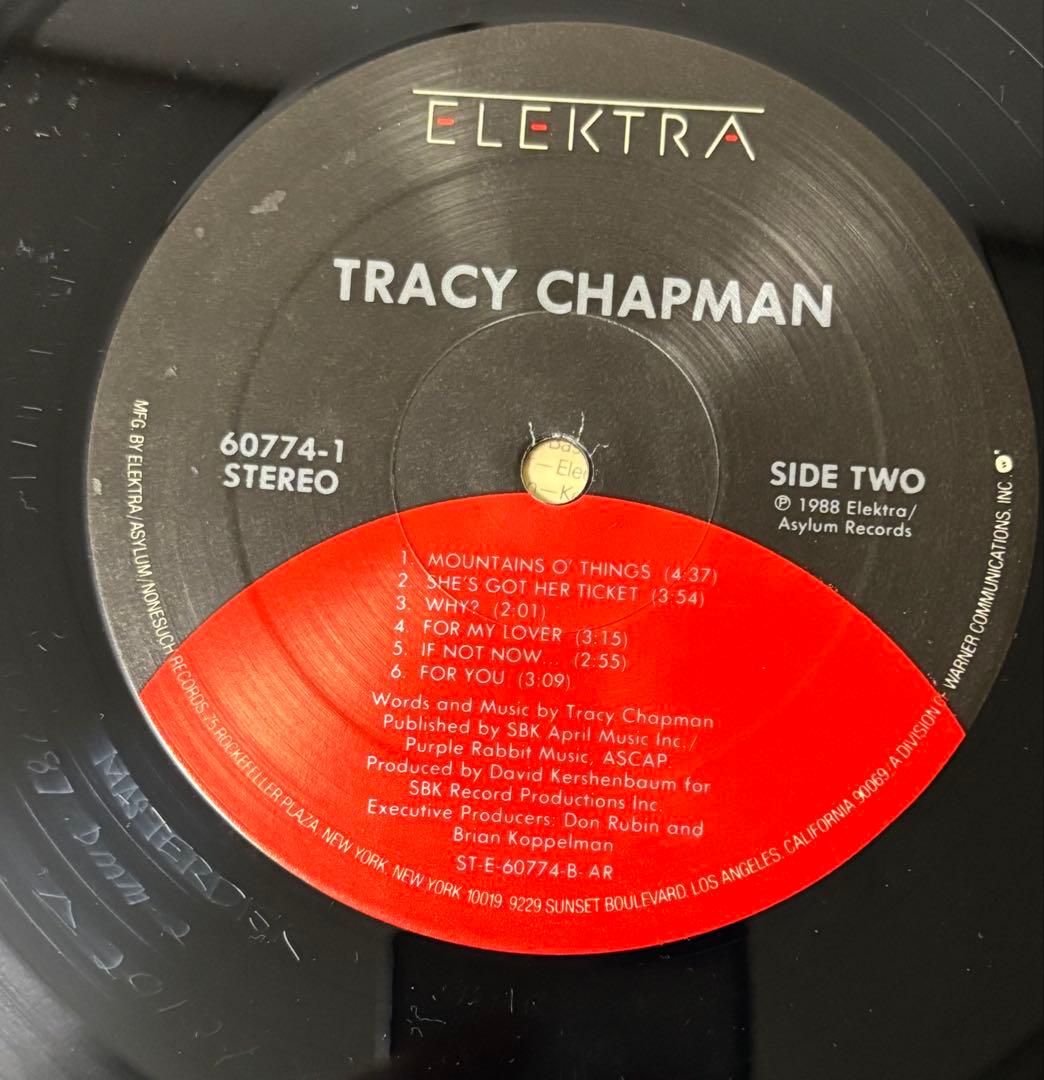 ELEKTRA
TRACY CHAPMAN
60774-1
STEREO
SIDE TWO
℗ 1988 Elektra/
Asylum Records
1. MOUNTAINS O' THINGS (4:37)
2. SHE'S GOT HER TICKET (3:54)
3. WHY? (2:01)
4. FOR MY LOVER (3:15)
5. IF NOT NOW... (2:55)
6. FOR YOU (3:09)
Words and Music by Tracy Chapman
Published by SBK April Music Inc./
Purple Rabbit Music, ASCAP.
Produced by David Kershenbaum for
SBK Record Productions Inc.
Executive Producers: Don Rubin and
Brian Koppelman
ST-E-60774-B- AR
MFG. BY ELEKTRA/ASYLUM/NONESUCH RECORDS, 75 ROCKEFELLER PLAZA, NEW YORK, NEW YORK 10019 9229 SUNSET BOULEVARD, LOS ANGELES, CALIFORNIA 90069, A DIVISION OF WARNER COMMUNICATIONS, INC.